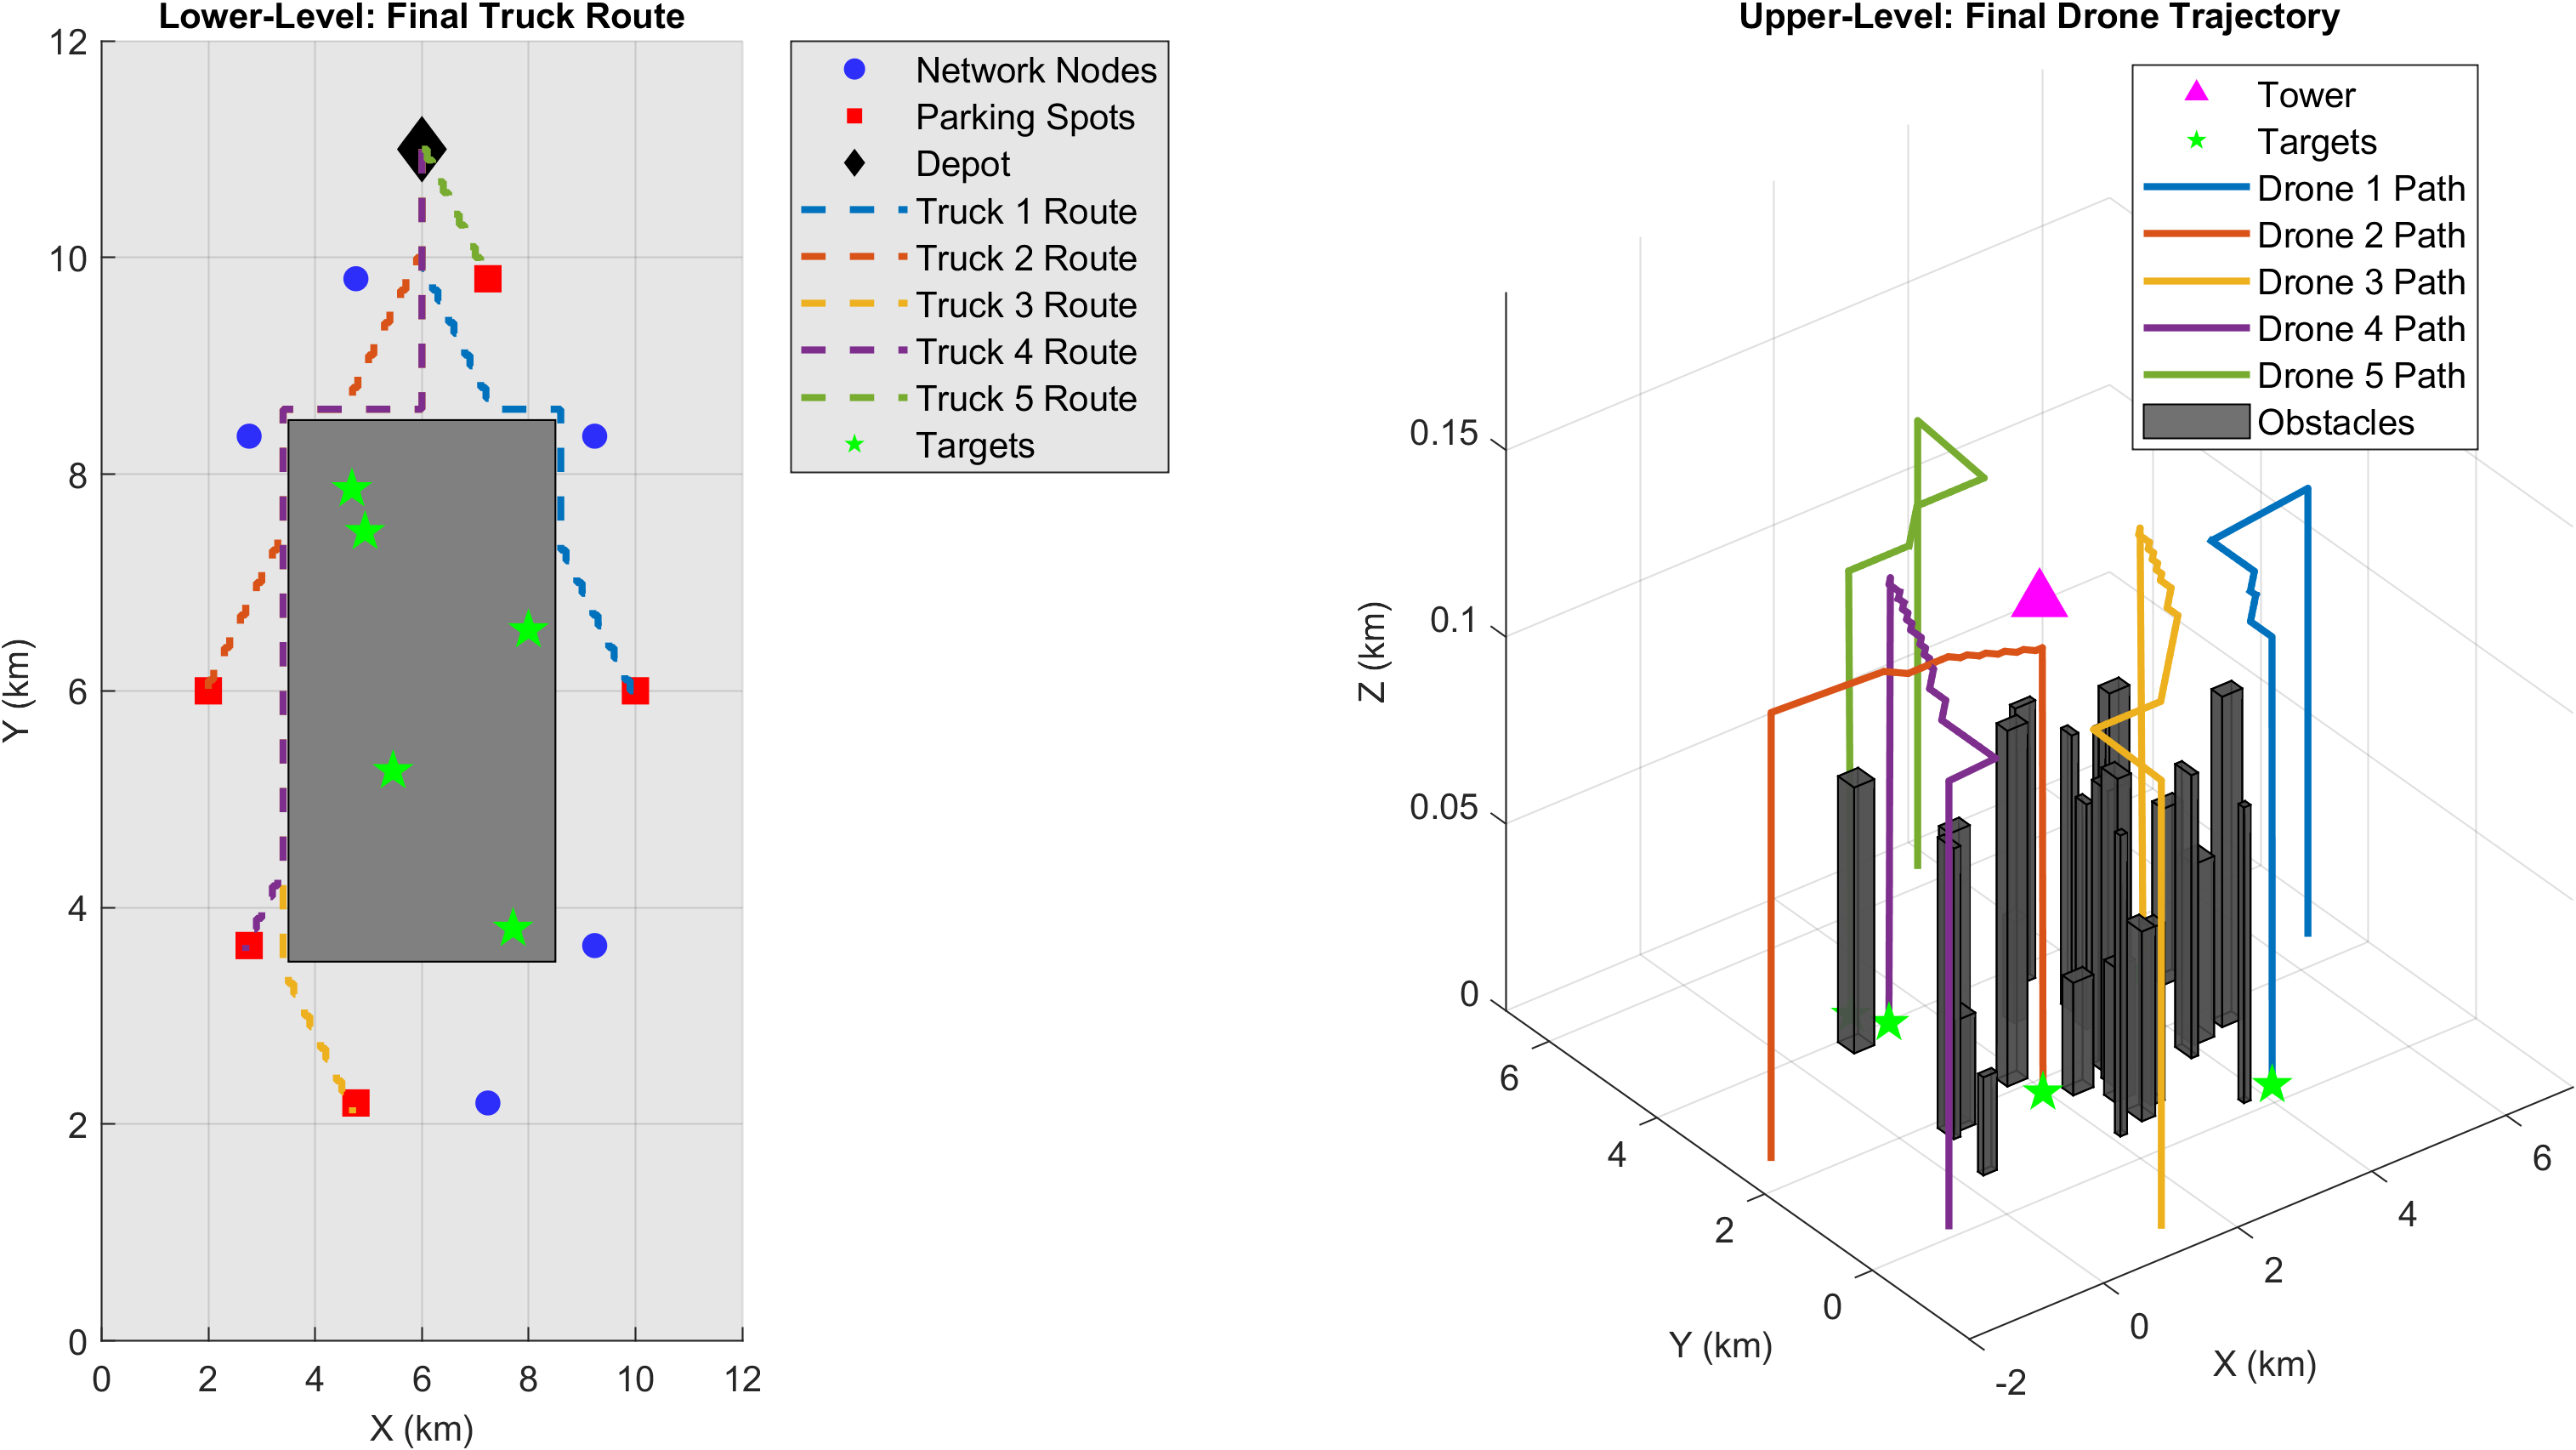 Lower-Level: Final Truck Route
12
10
8
6
4
2
0
0 2 4 6 8 10 12
X (km)
Y (km)
Network Nodes
Parking Spots
Depot
Truck 1 Route
Truck 2 Route
Truck 3 Route
Truck 4 Route
Truck 5 Route
Targets
Upper-Level: Final Drone Trajectory
Tower
Targets
Drone 1 Path
Drone 2 Path
Drone 3 Path
Drone 4 Path
Drone 5 Path
Obstacles
0.15
0.1
0.05
0
Z (km)
6
4
2
0
-2
Y (km)
0
2
4
6
X (km)